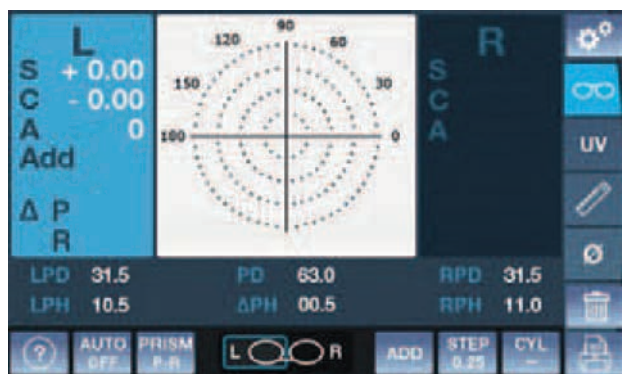 L
S + 0.00
C - 0.00
A 0
Add
Δ P
R
90
120 60
150 30
180 0
R
S
C
A
UV
Ø
LPD 31.5 PD 63.0 RPD 31.5
LPH 10.5 ΔPH 00.5 RPH 11.0
? AUTO OFF PRISM P-R L R ADD STEP 0.25 CYL −